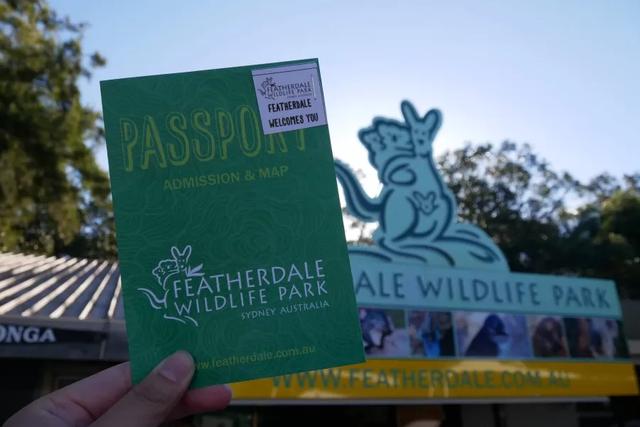 FEATHERDALE
WILDLIFE PARK
FEATHERDALE
WELCOMES YOU
PASSPORT
ADMISSION & MAP
FEATHERDALE
WILDLIFE PARK
SYDNEY AUSTRALIA
www.featherdale.com.au
ALE WILDLIFE PARK
WWW.FEATHERDALE.COM.AU
ONGA